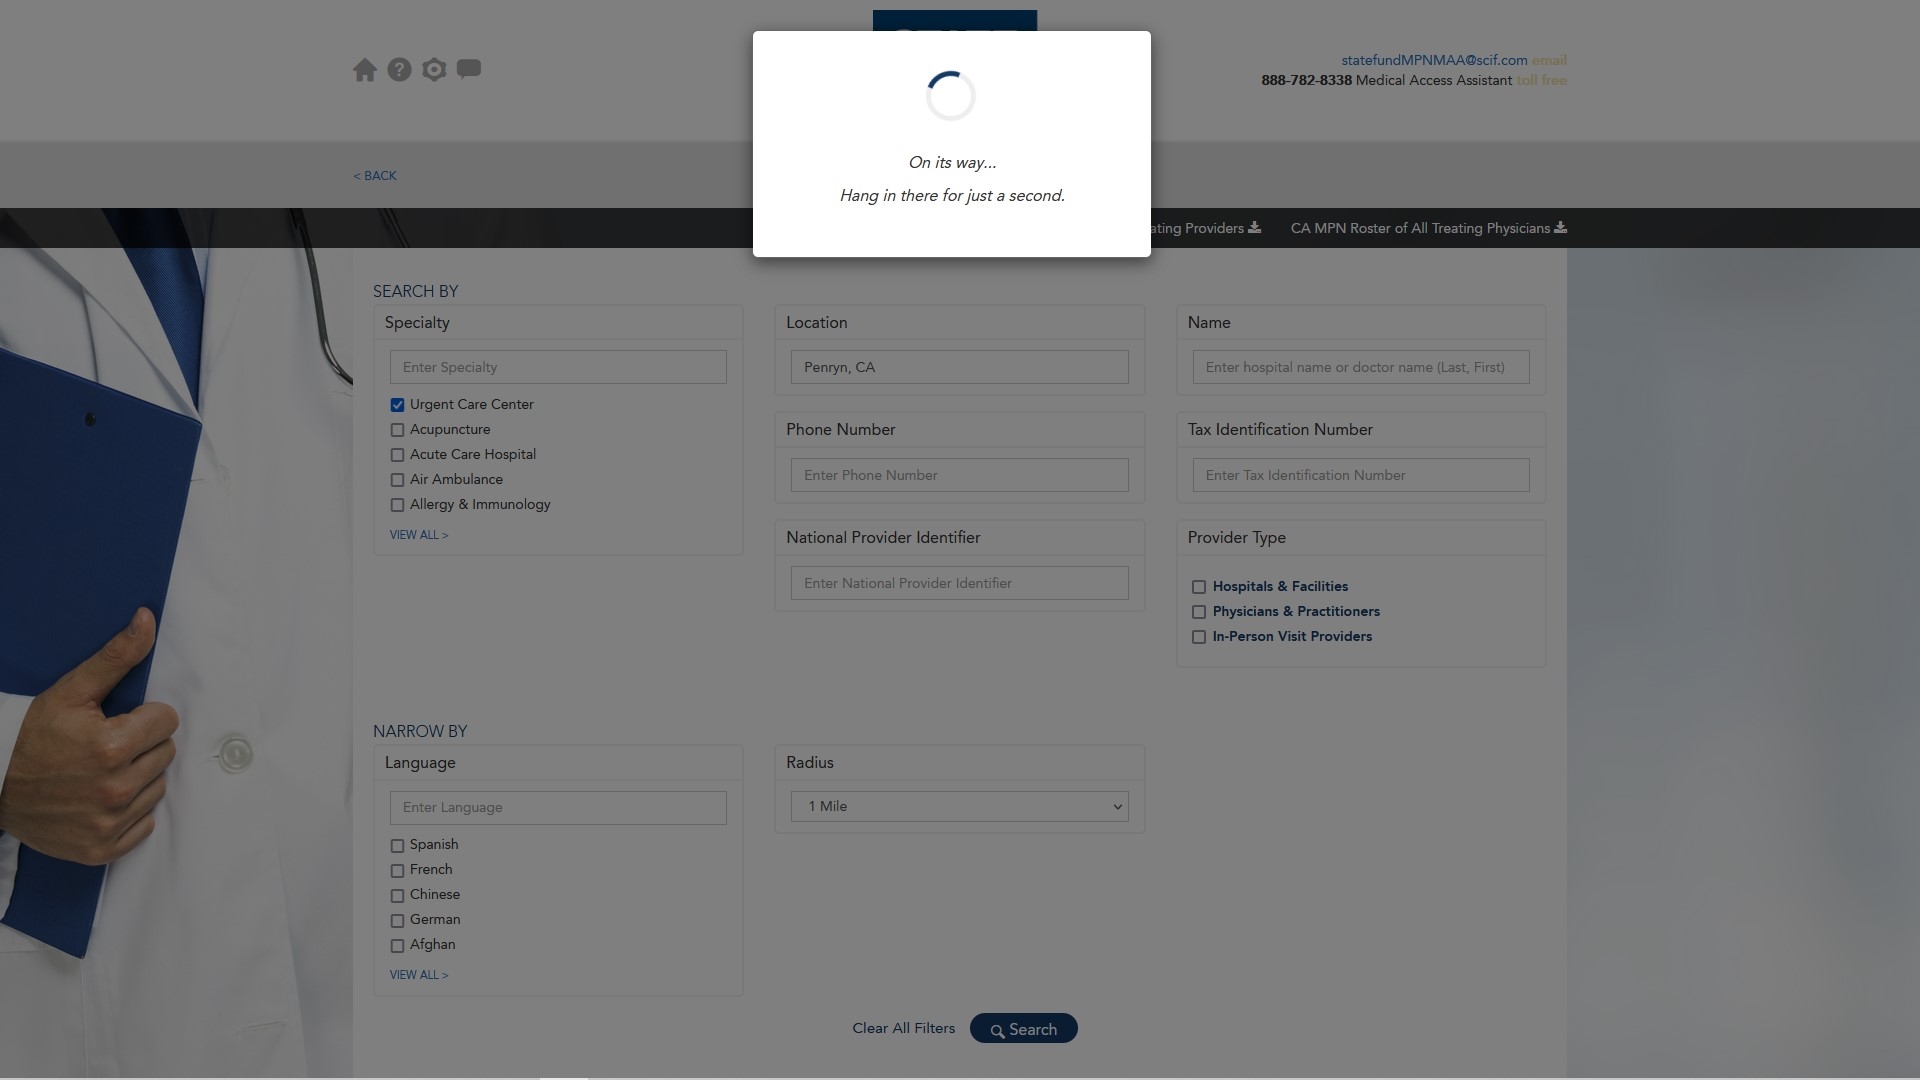 statefundMPNMAA@scif.com email
888-782-8338 Medical Access Assistant toll free
On its way...
Hang in there for just a second.
< BACK
ating Providers
CA MPN Roster of All Treating Physicians
SEARCH BY
Specialty
Enter Specialty
Urgent Care Center
Acupuncture
Acute Care Hospital
Air Ambulance
Allergy & Immunology
VIEW ALL >
Location
Penryn, CA
Name
Enter hospital name or doctor name (Last, First)
Phone Number
Enter Phone Number
Tax Identification Number
Enter Tax Identification Number
National Provider Identifier
Enter National Provider Identifier
Provider Type
Hospitals & Facilities
Physicians & Practitioners
In-Person Visit Providers
NARROW BY
Language
Enter Language
Spanish
French
Chinese
German
Afghan
VIEW ALL >
Radius
1 Mile
Clear All Filters
Search